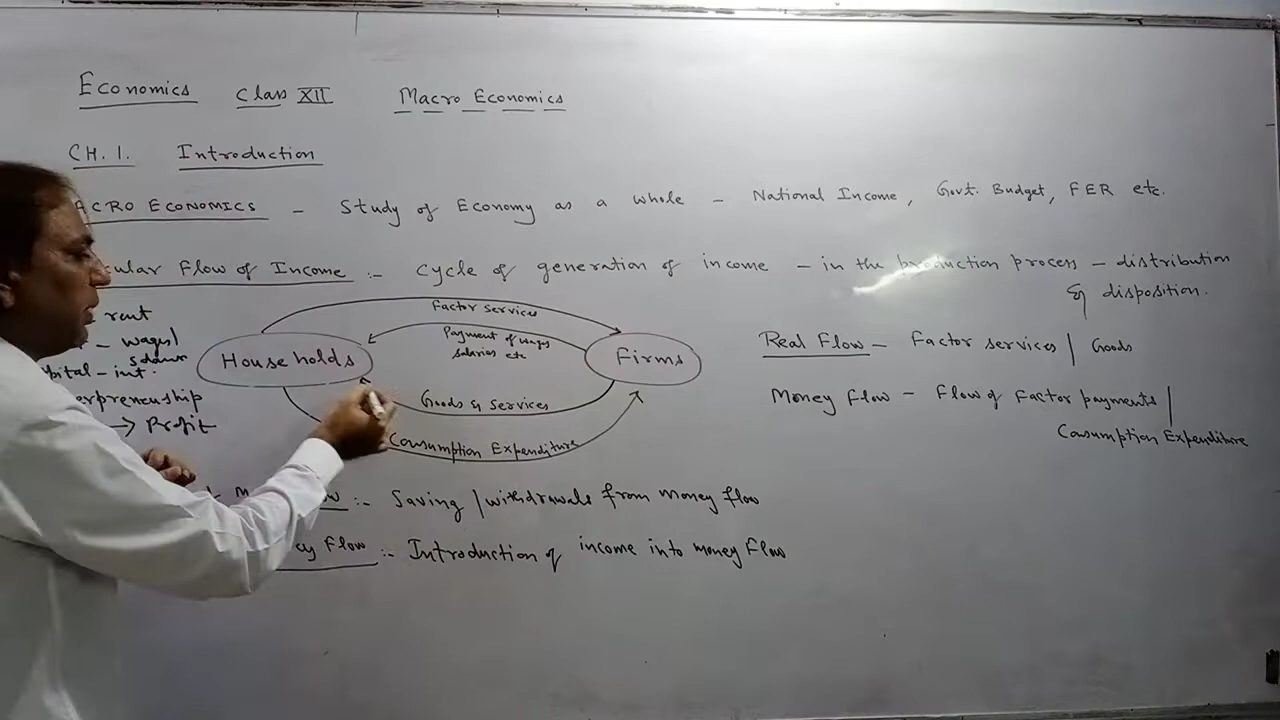 Economics Class XII Macro Economics
CH. 1. Introduction
ACRO ECONOMICS - Study of Economy as a whole - National Income, Govt. Budget, FER etc.
ular Flow of Income :- Cycle of generation of income - in the production process - distribution
& disposition.
- rent
- wages/
salaries
pital - int.
erpreneuship
→ Profit
Factor services
Payment of wages
salaries etc
House holds
Firms
Goods & Services
Consumption Expenditure
Real Flow - Factor services / Goods
Money Flow - Flow of Factor payments /
Consumption Expenditure
:- Saving / withdrawals from money flow
cy Flow :- Introduction of income into money flow